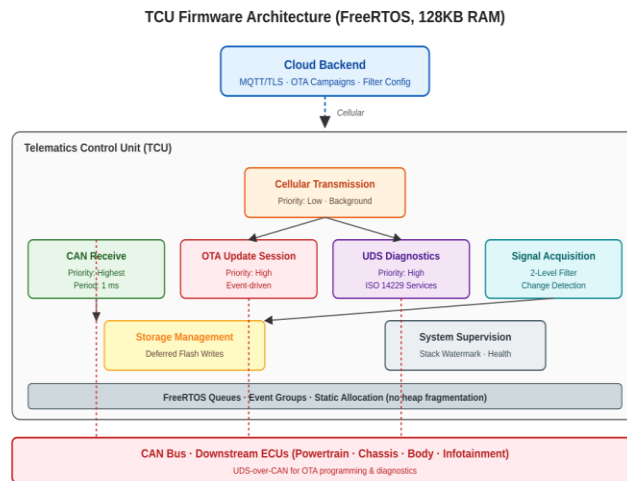 TCU Firmware Architecture (FreeRTOS, 128KB RAM)
Cloud Backend
MQTT/TLS · OTA Campaigns · Filter Config
Cellular
Telematics Control Unit (TCU)
Cellular Transmission
Priority: Low · Background
CAN Receive
Priority: Highest
Period: 1 ms
OTA Update Session
Priority: High
Event-driven
UDS Diagnostics
Priority: High
ISO 14229 Services
Signal Acquisition
2-Level Filter
Change Detection
Storage Management
Deferred Flash Writes
System Supervision
Stack Watermark · Health
FreeRTOS Queues · Event Groups · Static Allocation (no heap fragmentation)
CAN Bus · Downstream ECUs (Powertrain · Chassis · Body · Infotainment)
UDS-over-CAN for OTA programming & diagnostics